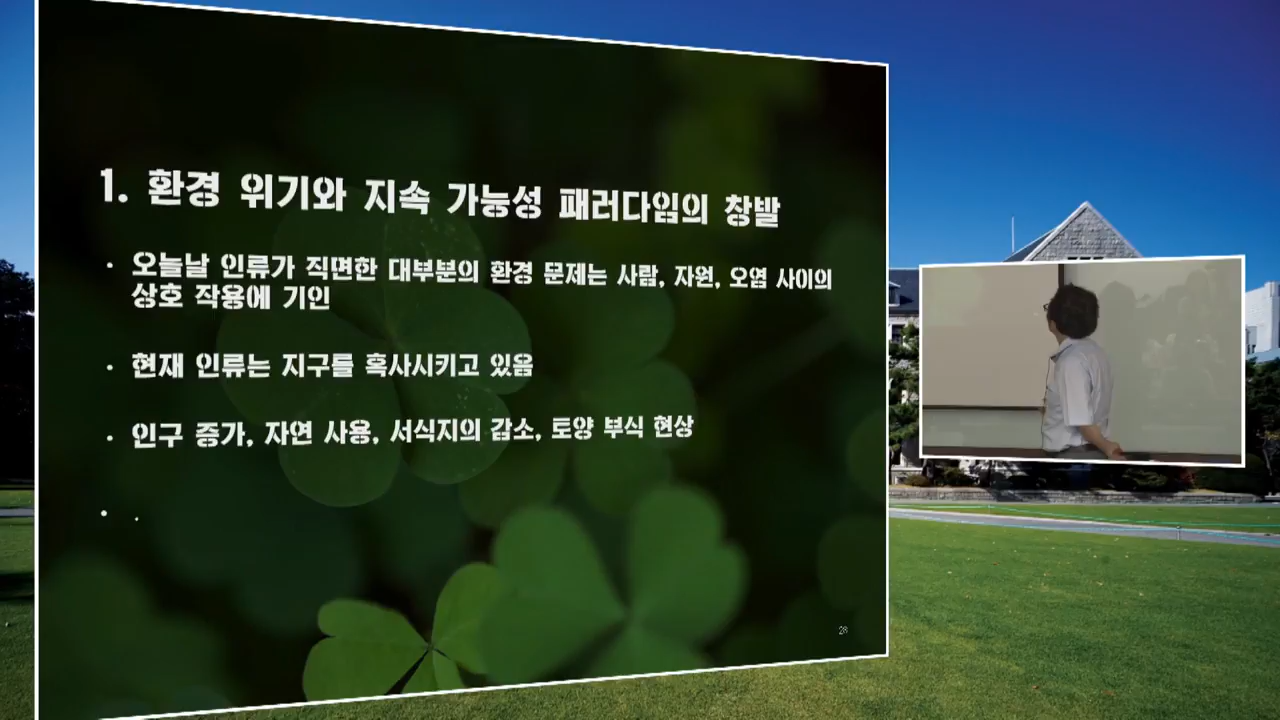 1. 환경 위기와 지속 가능성 패러다임의 창발
• 오늘날 인류가 직면한 대부분의 환경 문제는 사람, 자원, 오염 사이의
상호 작용에 기인
• 현재 인류는 지구를 혹사시키고 있음
• 인구 증가, 자연 사용, 서식지의 감소, 토양 부식 현상
• .
28